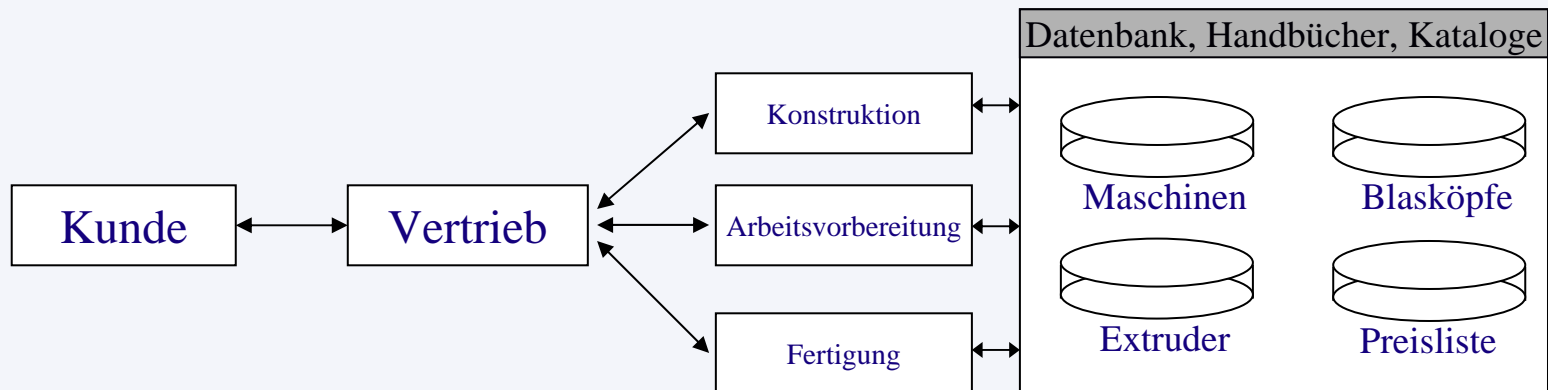 Datenbank, Handbücher, Kataloge
Konstruktion
Maschinen
Blasköpfe
Kunde
Vertrieb
Arbeitsvorbereitung
Fertigung
Extruder
Preisliste